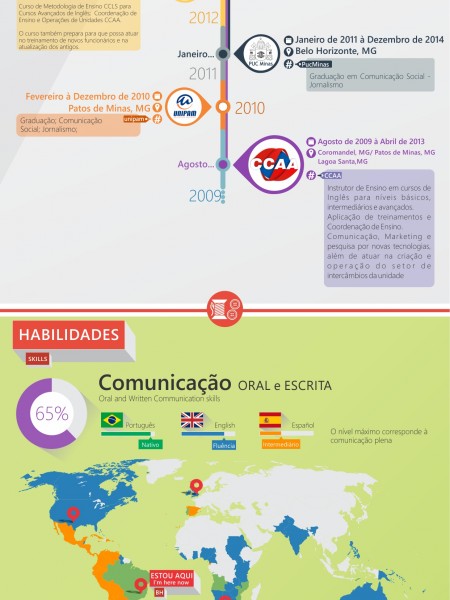 Curso de Metodologia de Ensino CCLS para
Cursos Avançados de Inglês: Coordenação de
Ensino e Operações de Unidades CCAA.
O curso também prepara para que possa atuar
no treinamento de novos funcionários e na
atualização dos antigos.
2012
Janeiro...
Janeiro de 2011 à Dezembro de 2014
Belo Horizonte, MG
# PucMinas
PUC Minas
Graduação em Comunicação Social -
Jornalismo
2011
Fevereiro à Dezembro de 2010
Patos de Minas, MG
unipam #
Graduação; Comunicação
Social; Jornalismo;
UNIPAM
2010
Agosto...
CCAA
Agosto de 2009 à Abril de 2013
Coromandel, MG/ Patos de Minas, MG
Lagoa Santa,MG
# CCAA
Instrutor de Ensino em cursos de
Inglês para níveis básicos,
intermediários e avançados.
Aplicação de treinamentos e
Coordenação de Ensino.
Comunicação, Marketing e
pesquisa por novas tecnologias,
além de atuar na criação e
operação do setor de
intercâmbios da unidade
2009
HABILIDADES
SKILLS
65%
Comunicação ORAL e ESCRITA
Oral and Written Communication skills
Português
Nativo
English
Fluência
Español
Intermediário
O nível máximo corresponde à
comunicação plena
ESTOU AQUI
I'm here now
BH